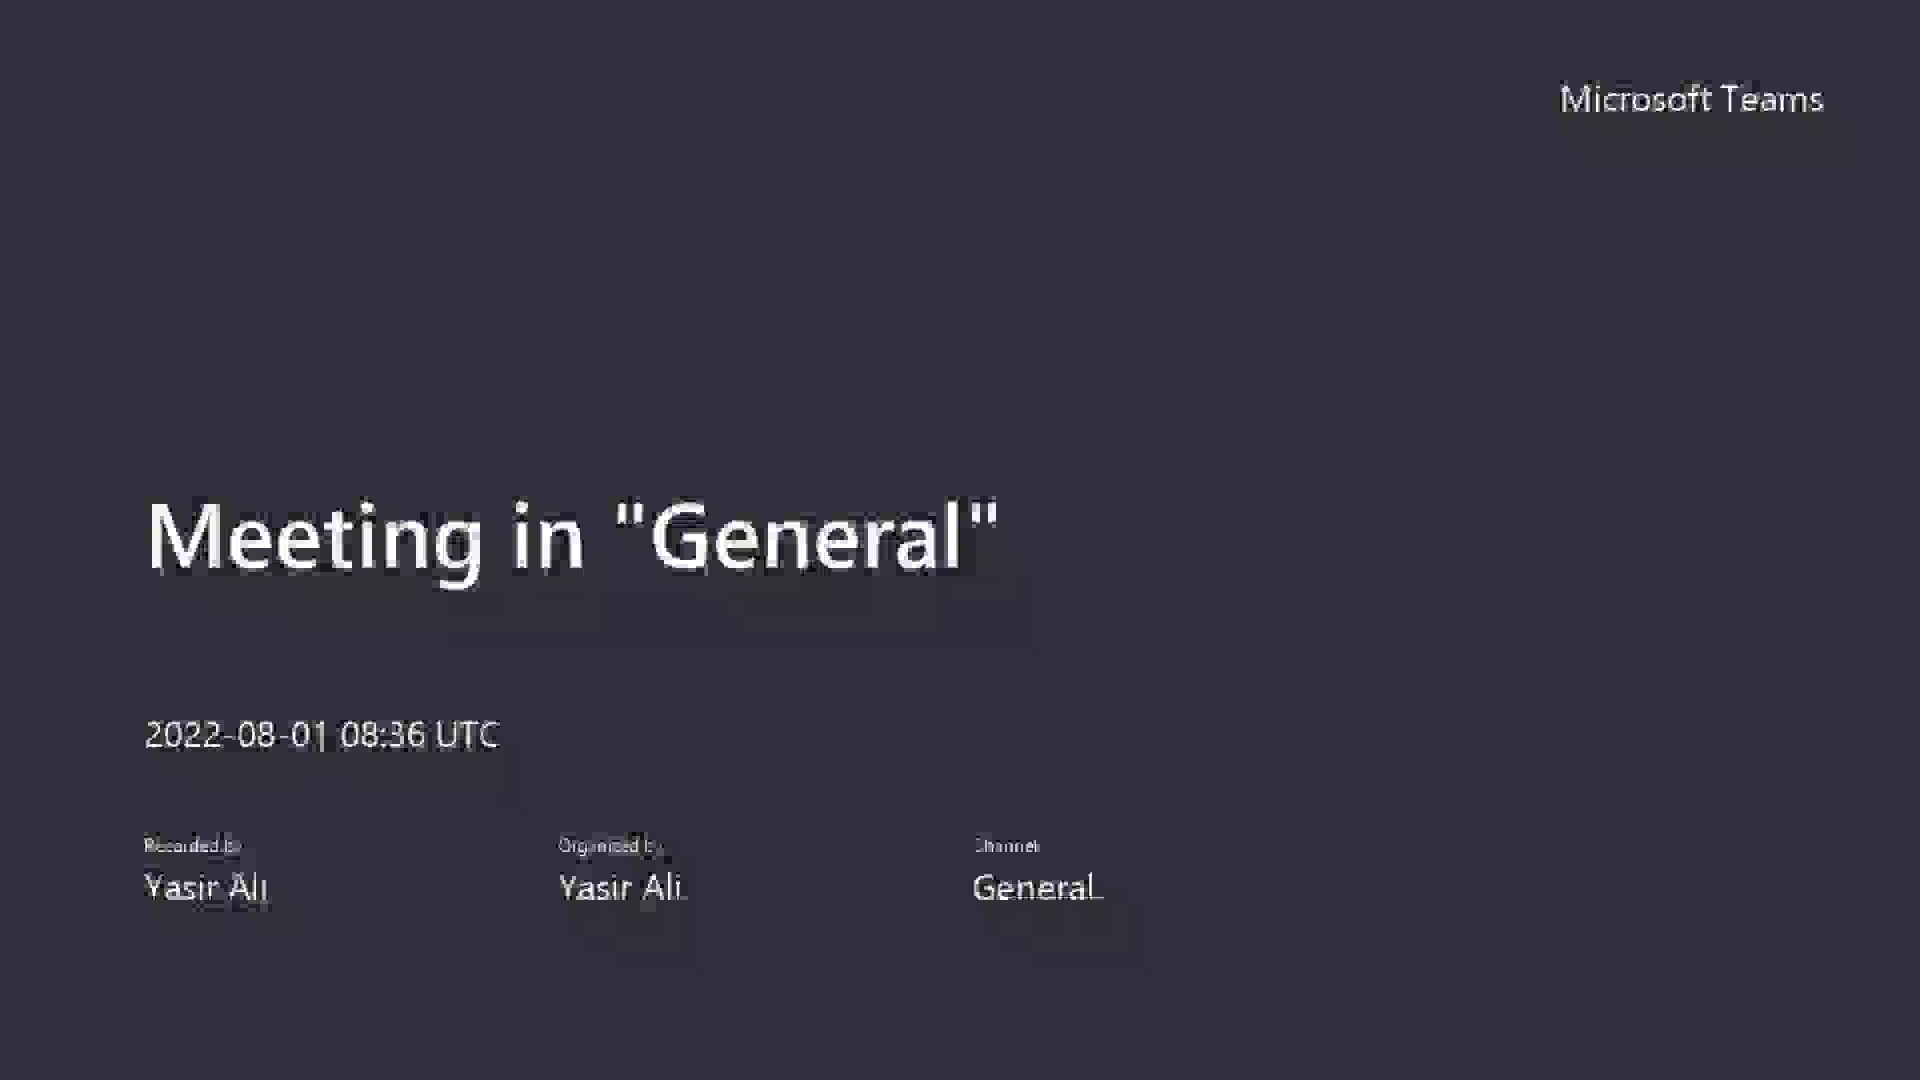 Microsoft Teams
Meeting in "General"
2022-08-01 08:36 UTC
Recorded by
Organized by
Channel
Yasir Ali
Yasir Ali
General